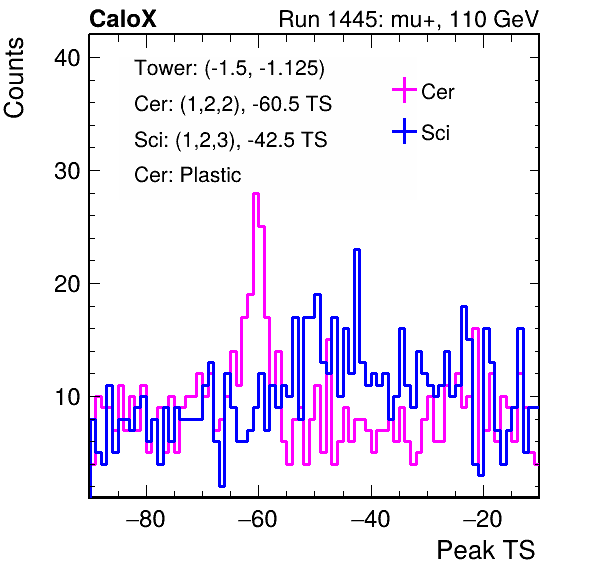 CaloX Run 1445: mu+, 110 GeV
Counts
40
30
20
10
Tower: (-1.5, -1.125)
Cer: (1,2,2), -60.5 TS
Sci: (1,2,3), -42.5 TS
Cer: Plastic
Cer
Sci
−80 −60 −40 −20
Peak TS